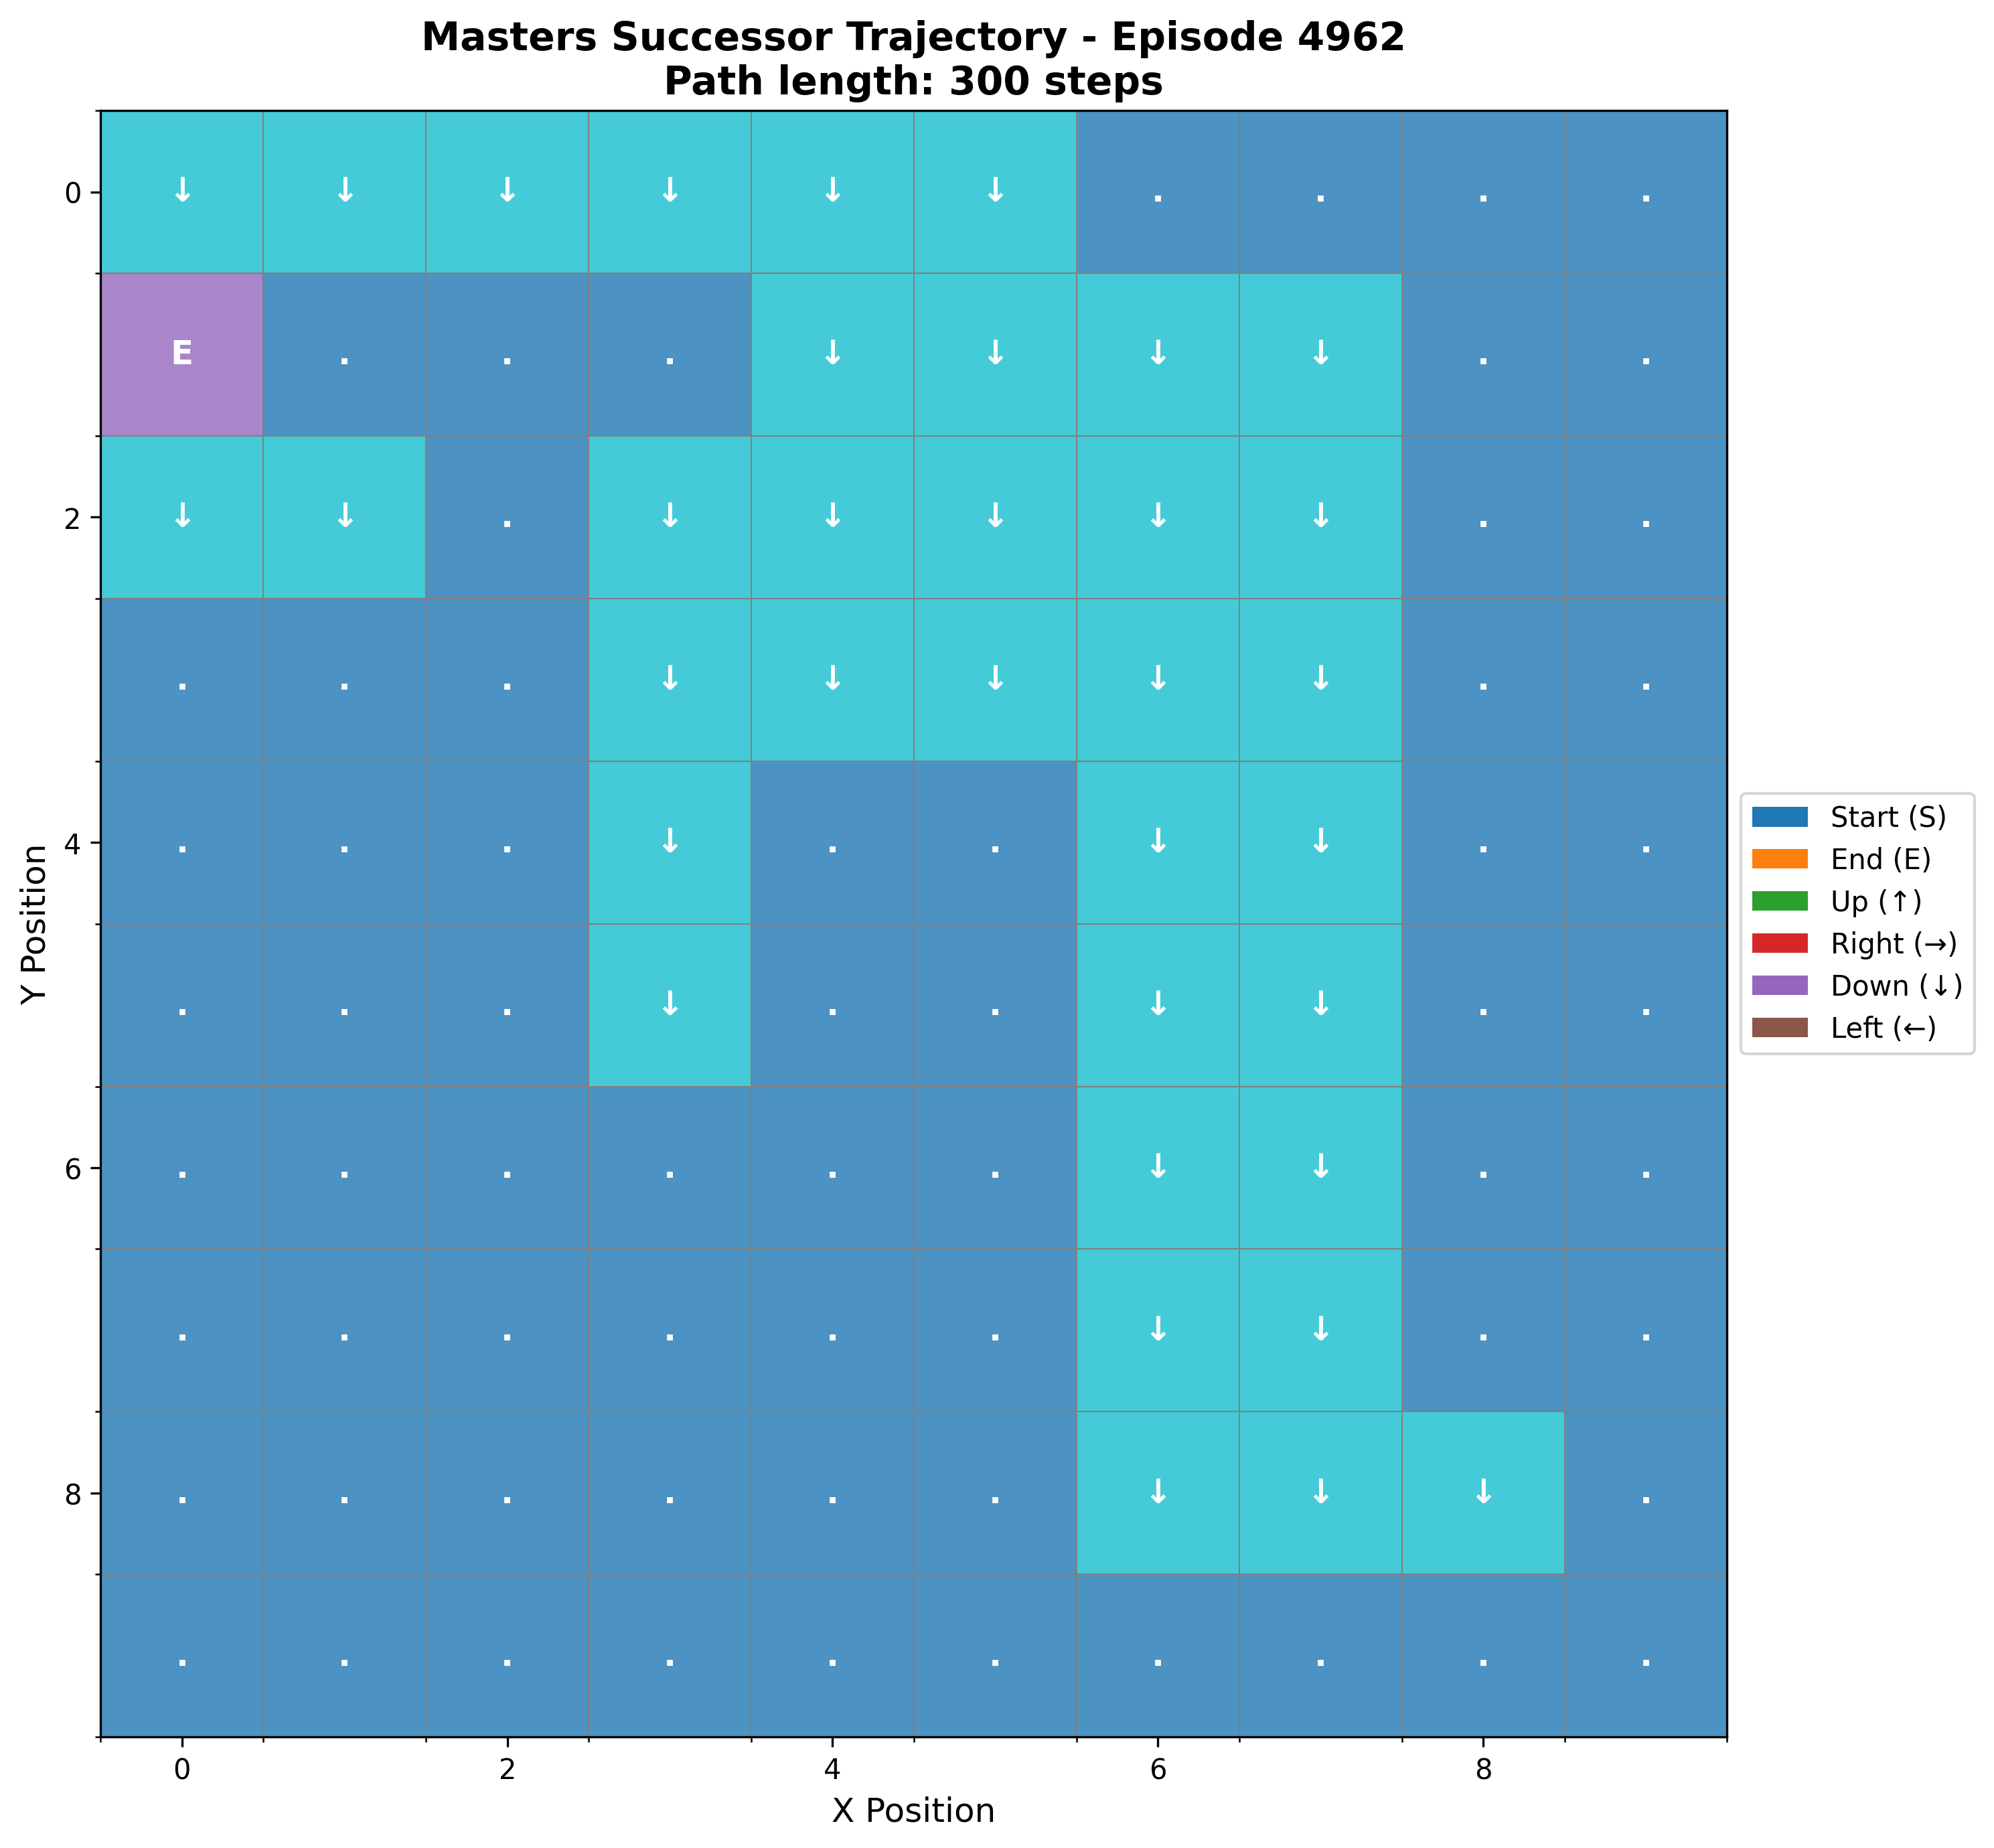 Masters Successor Trajectory - Episode 4962
Path length: 300 steps
0 ↓ ↓ ↓ ↓ ↓ ↓ . . . .
E . . . ↓ ↓ ↓ ↓ . .
2 ↓ ↓ . ↓ ↓ ↓ ↓ ↓ . .
. . . ↓ ↓ ↓ ↓ ↓ . .
4 . . . ↓ . . ↓ ↓ . .
. . . ↓ . . ↓ ↓ . .
6 . . . . . . ↓ ↓ . .
. . . . . . ↓ ↓ . .
8 . . . . . . ↓ ↓ ↓ .
. . . . . . . . . .
0 2 4 6 8
X Position
Y Position
Start (S)
End (E)
Up (↑)
Right (→)
Down (↓)
Left (←)